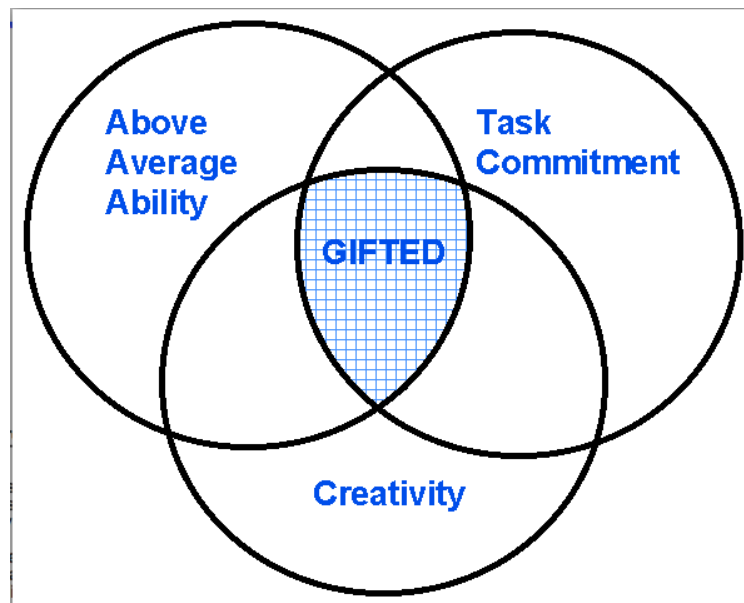 Above
Average
Ability
Task
Commitment
GIFTED
Creativity